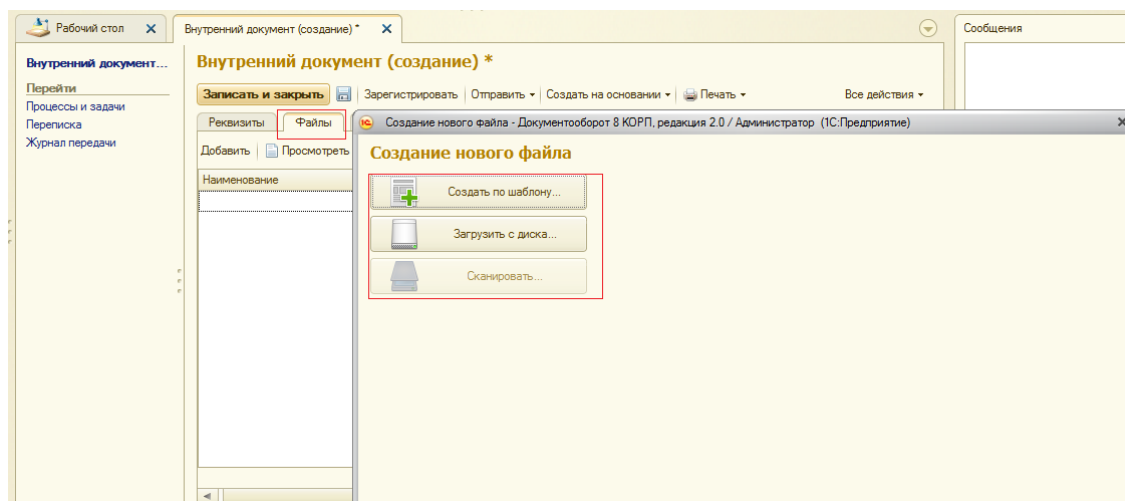 Рабочий стол
Внутренний документ (создание) *
Сообщения
Внутренний документ...
Перейти
Процессы и задачи
Переписка
Журнал передачи
Внутренний документ (создание) *
Записать и закрыть Зарегистрировать Отправить Создать на основании Печать Все действия
Реквизиты Файлы
Добавить Просмотреть
Наименование
1С Создание нового файла - Документооборот 8 КОРП, редакция 2.0 / Администратор (1С:Предприятие)
Создание нового файла
Создать по шаблону...
Загрузить с диска...
Сканировать...